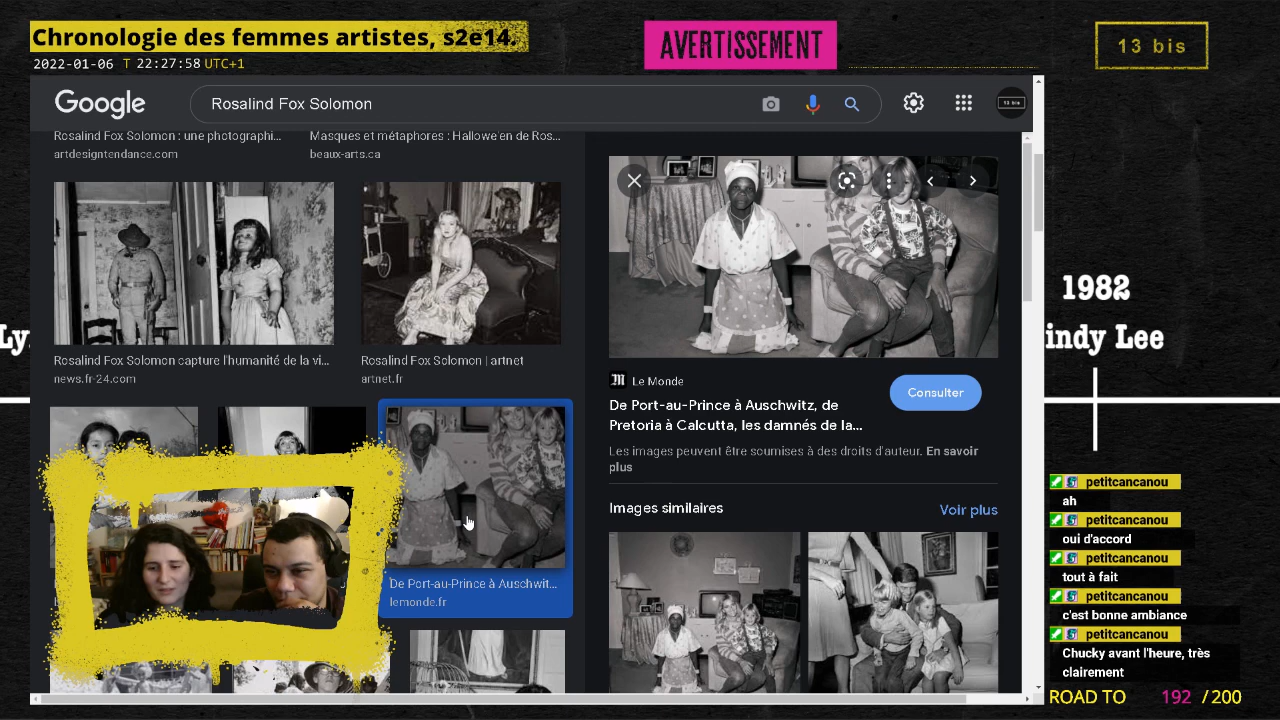 Chronologie des femmes artistes, s2e14.
2022-01-06 T 22:27:58 UTC+1
AVERTISSEMENT
13 bis
Google
Rosalind Fox Solomon
Rosalind Fox Solomon : une photographi...
Masques et métaphores : Hallowe'en de Ros...
artdesigntendance.com
beaux-arts.ca
Rosalind Fox Solomon capture l'humanité de la vi...
news.fr-24.com
Rosalind Fox Solomon | artnet
artnet.fr
De Port-au-Prince à Auschwit...
lemonde.fr
Le Monde
De Port-au-Prince à Auschwitz, de
Pretoria à Calcutta, les damnés de la...
Consulter
Les images peuvent être soumises à des droits d'auteur. En savoir
plus
Images similaires
Voir plus
Ly
1982
indy Lee
petitcancanou
ah
petitcancanou
oui d'accord
petitcancanou
tout à fait
petitcancanou
c'est bonne ambiance
petitcancanou
Chucky avant l'heure, très
clairement
ROAD TO 192 / 200